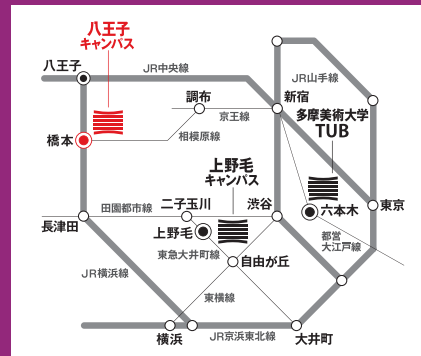 八王子
キャンパス
八王子
JR中央線
JR山手線
調布
新宿
京王線
多摩美術大学
TUB
橋本
相模原線
上野毛
キャンパス
田園都市線
二子玉川
渋谷
六本木
東京
長津田
上野毛
都営
大江戸線
東急大井町線
自由が丘
JR横浜線
東横線
横浜
JR京浜東北線
大井町